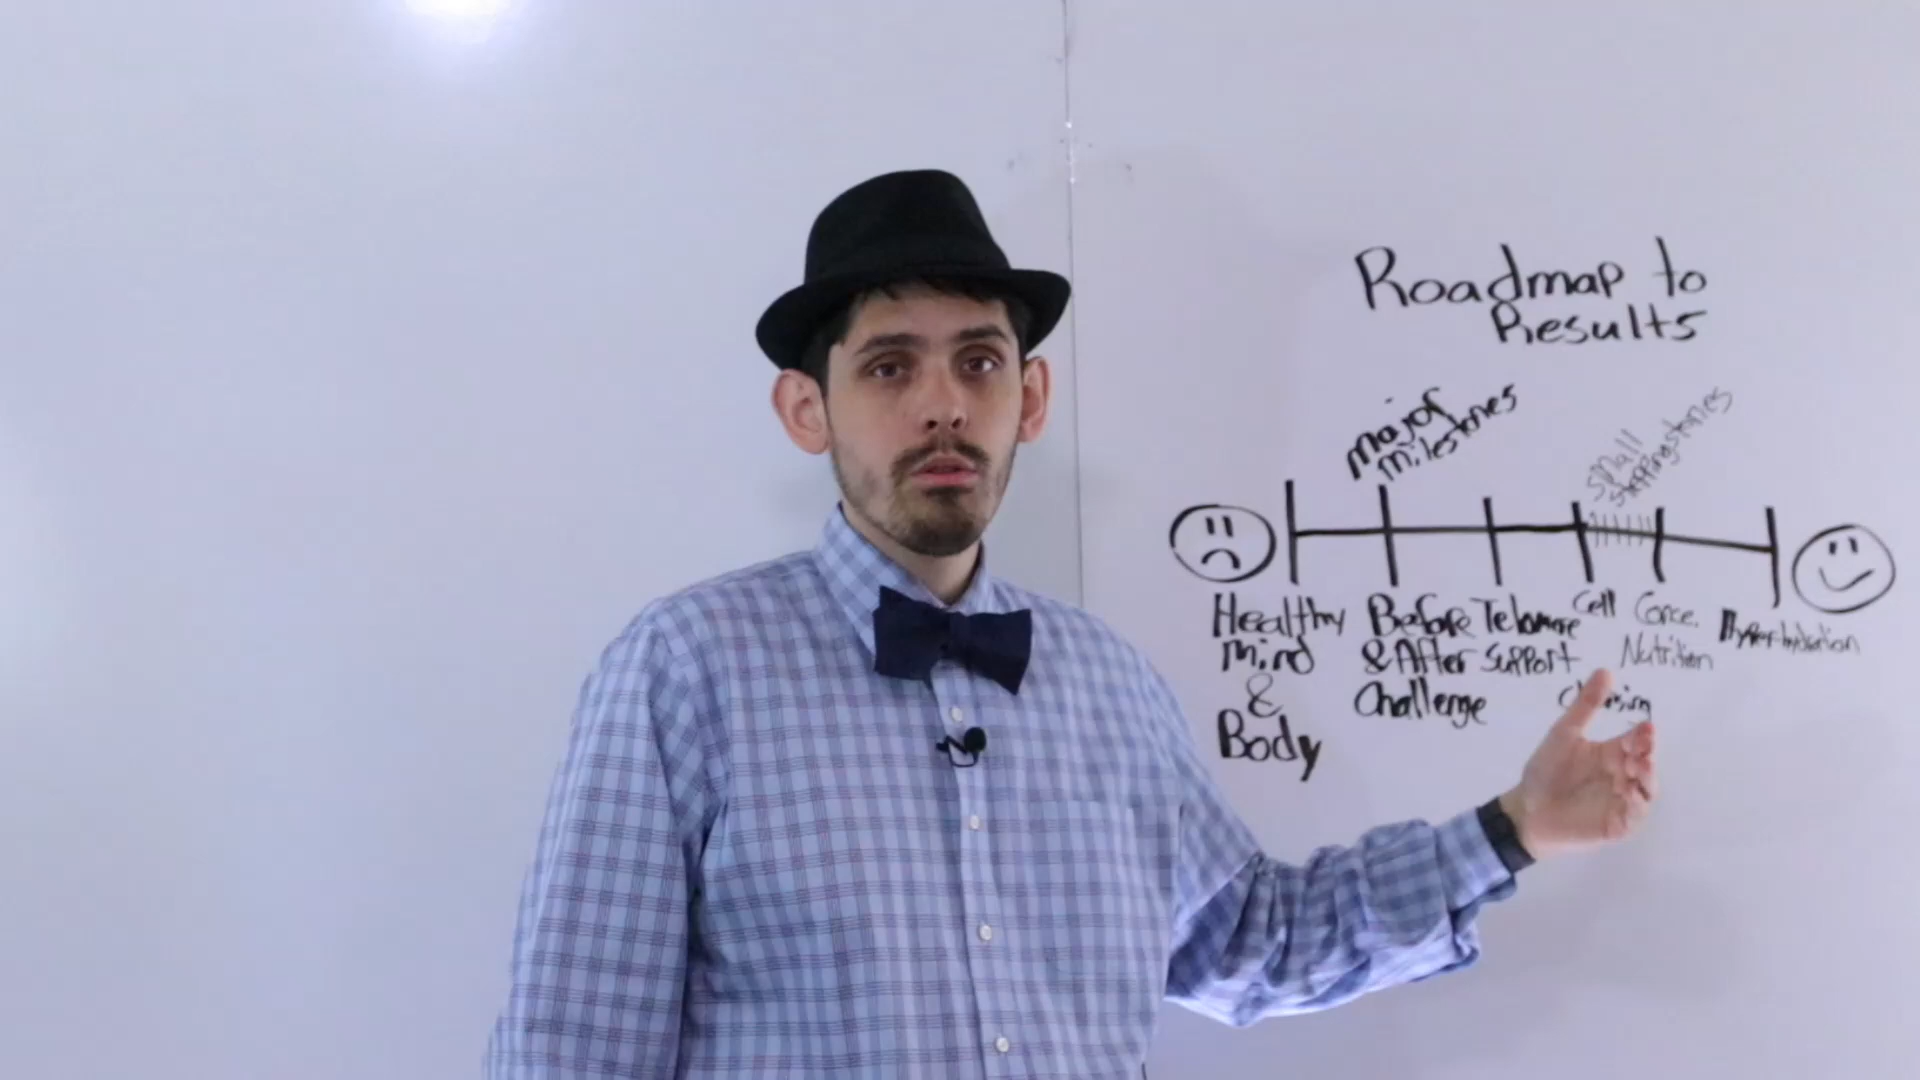 Roadmap to
Results
major
milestones
small
steppingstones
Healthy
Mind
&
Body
Before
& After
Challenge
Telomere
Support
Cell
Conce.
Nutrition
Hyper-hydration